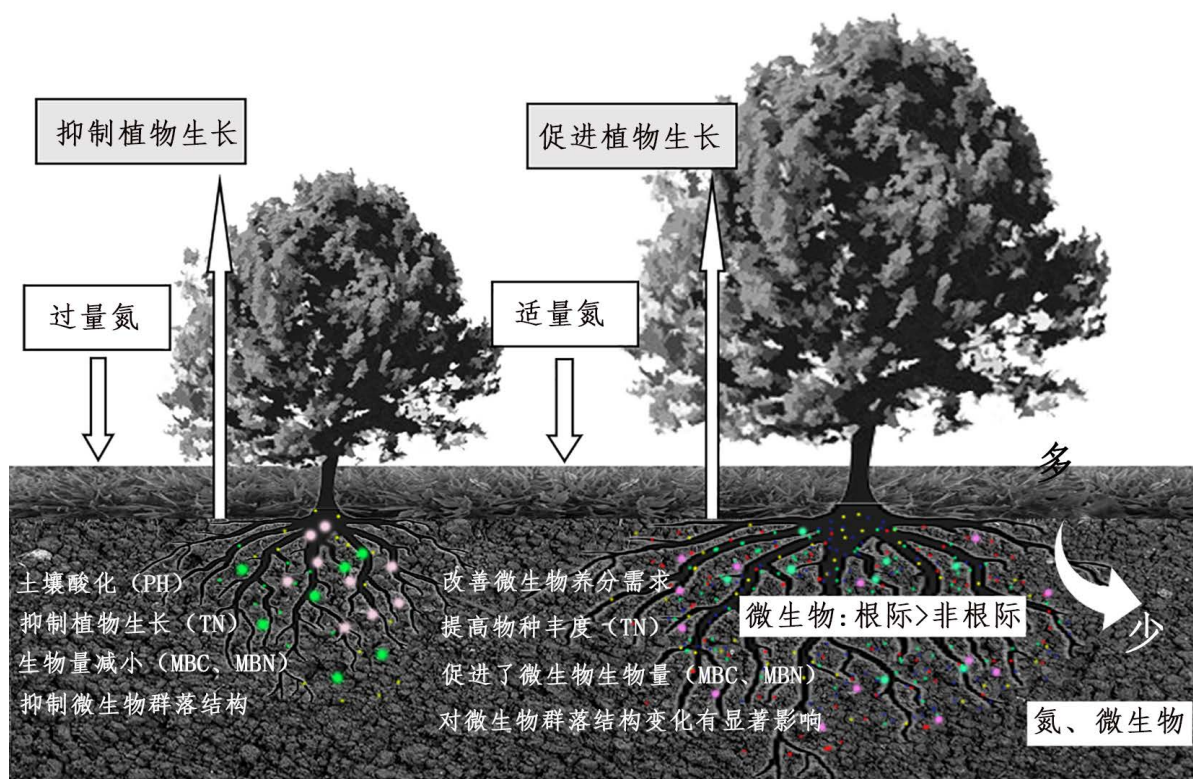 抑制植物生长
促进植物生长
过量氮
适量氮
多
土壤酸化(PH)
抑制植物生长(TN)
生物量减小(MBC、MBN)
抑制微生物群落结构
改善微生物养分需求
提高物种丰度(TN)
促进了微生物生物量(MBC、MBN)
对微生物群落结构变化有显著影响
微生物:根际>非根际
少
氮、微生物